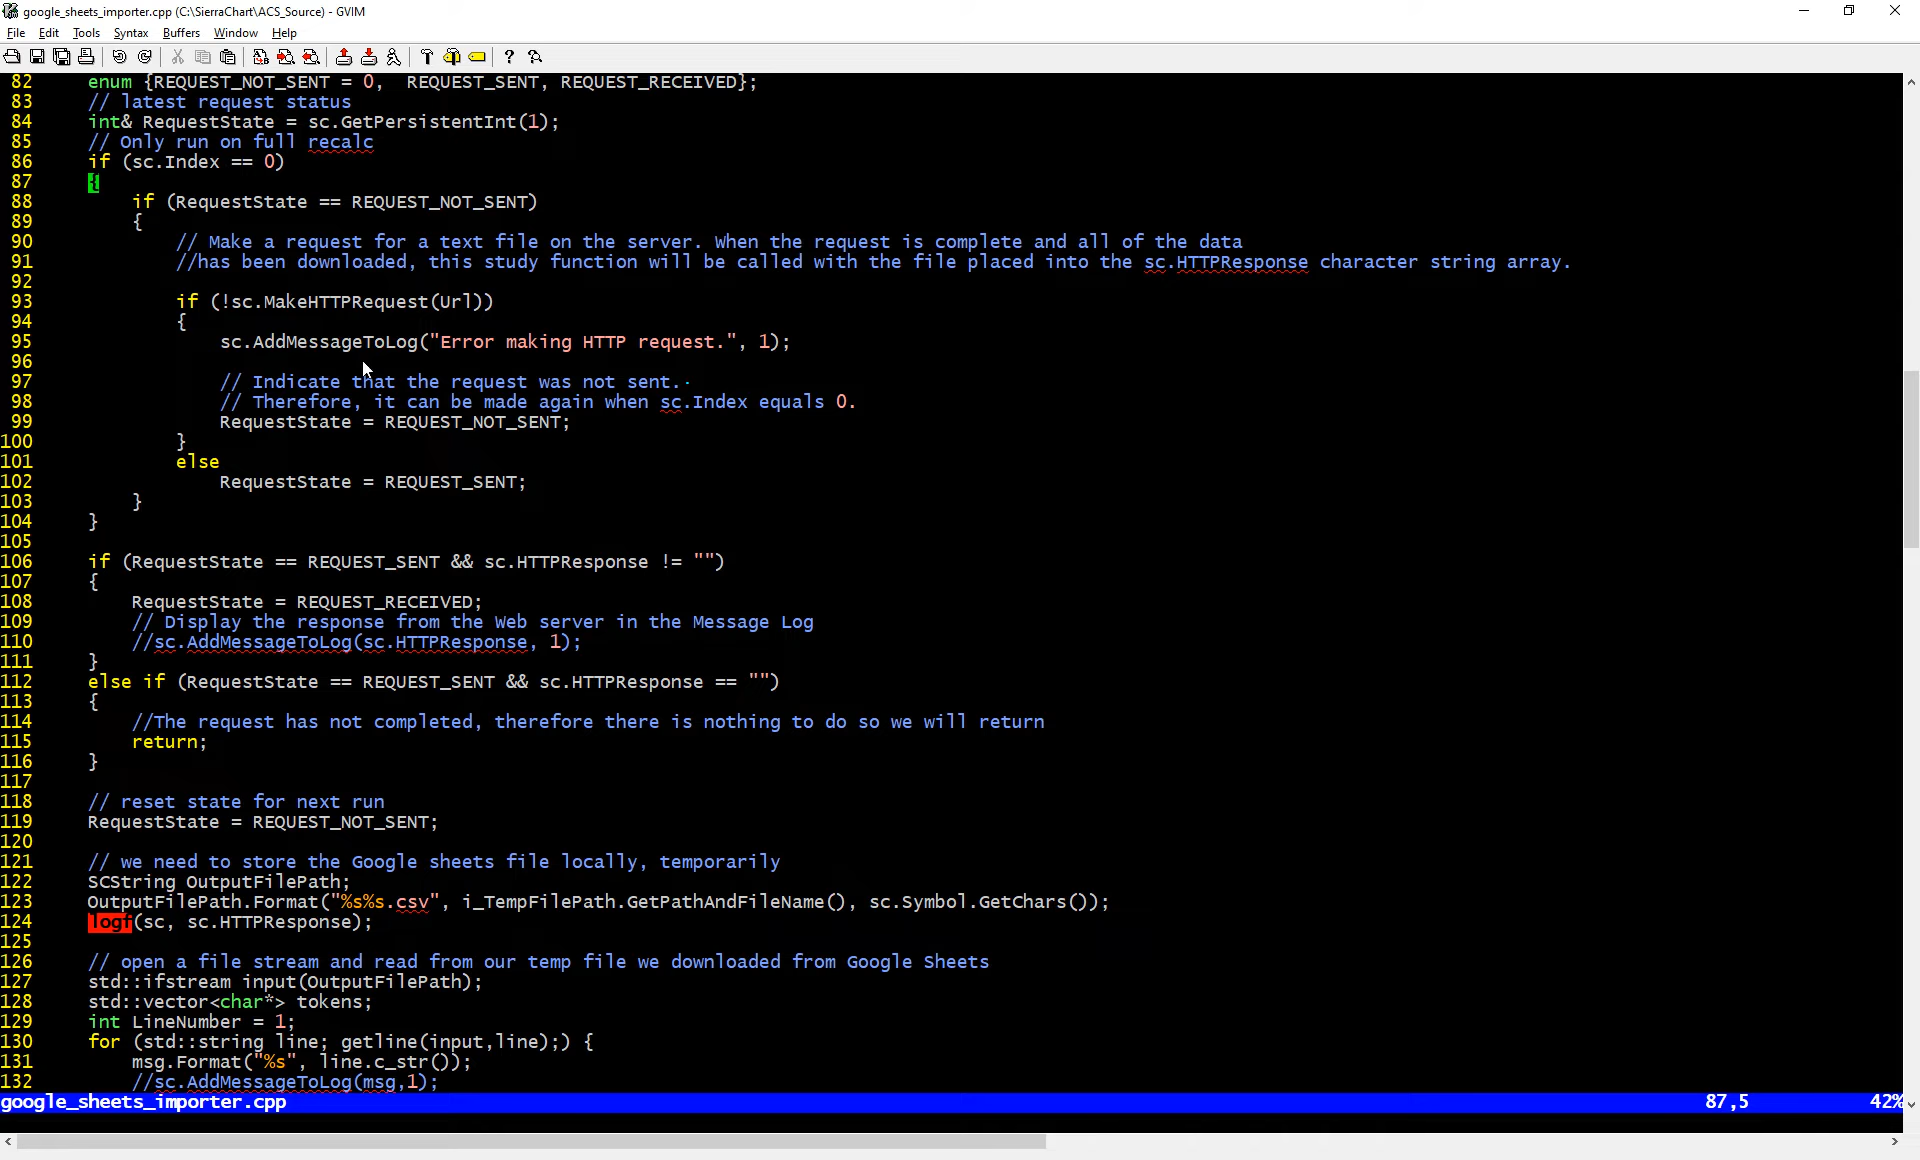 google_sheets_importer.cpp (C:\SierraChart\ACS_Source) - GVIM
File Edit Tools Syntax Buffers Window Help
82 enum {REQUEST_NOT_SENT = 0, REQUEST_SENT, REQUEST_RECEIVED};
83 // latest request status
84 int& RequestState = sc.GetPersistentInt(1);
85 // Only run on full recalc
86 if (sc.Index == 0)
87 {
88 if (RequestState == REQUEST_NOT_SENT)
89 {
90 // Make a request for a text file on the server. When the request is complete and all of the data
91 //has been downloaded, this study function will be called with the file placed into the sc.HTTPResponse character string array.
92
93 if (!sc.MakeHTTPRequest(Url))
94 {
95 sc.AddMessageToLog("Error making HTTP request.", 1);
96
97 // Indicate that the request was not sent.·
98 // Therefore, it can be made again when sc.Index equals 0.
99 RequestState = REQUEST_NOT_SENT;
100 }
101 else
102 RequestState = REQUEST_SENT;
103 }
104 }
105
106 if (RequestState == REQUEST_SENT && sc.HTTPResponse != "")
107 {
108 RequestState = REQUEST_RECEIVED;
109 // Display the response from the Web server in the Message Log
110 //sc.AddMessageToLog(sc.HTTPResponse, 1);
111 }
112 else if (RequestState == REQUEST_SENT && sc.HTTPResponse == "")
113 {
114 //The request has not completed, therefore there is nothing to do so we will return
115 return;
116 }
117
118 // reset state for next run
119 RequestState = REQUEST_NOT_SENT;
120
121 // we need to store the Google sheets file locally, temporarily
122 SCString OutputFilePath;
123 OutputFilePath.Format("%s%s.csv", i_TempFilePath.GetPathAndFileName(), sc.Symbol.GetChars());
124 logf(sc, sc.HTTPResponse);
125
126 // open a file stream and read from our temp file we downloaded from Google Sheets
127 std::ifstream input(OutputFilePath);
128 std::vector<char*> tokens;
129 int LineNumber = 1;
130 for (std::string line; getline(input,line);) {
131 msg.Format("%s", line.c_str());
132 //sc.AddMessageToLog(msg,1);
google_sheets_importer.cpp 87,5 42%